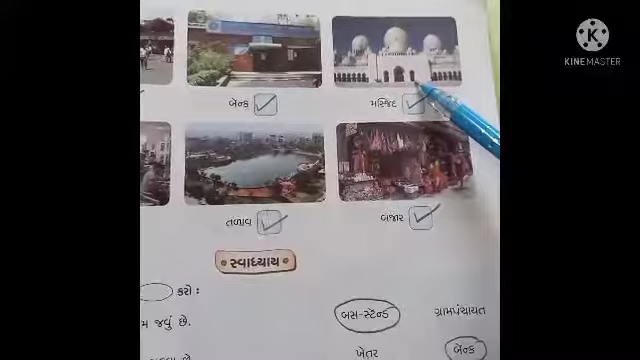 KINEMASTER
બૅન્ક
મસ્જિદ
તળાવ
બજાર
સ્વાધ્યાય
કરો :
બસ-સ્ટૅન્ડ
ગ્રામપંચાયત
મ જવું છે.
ખેતર
બૅન્ક